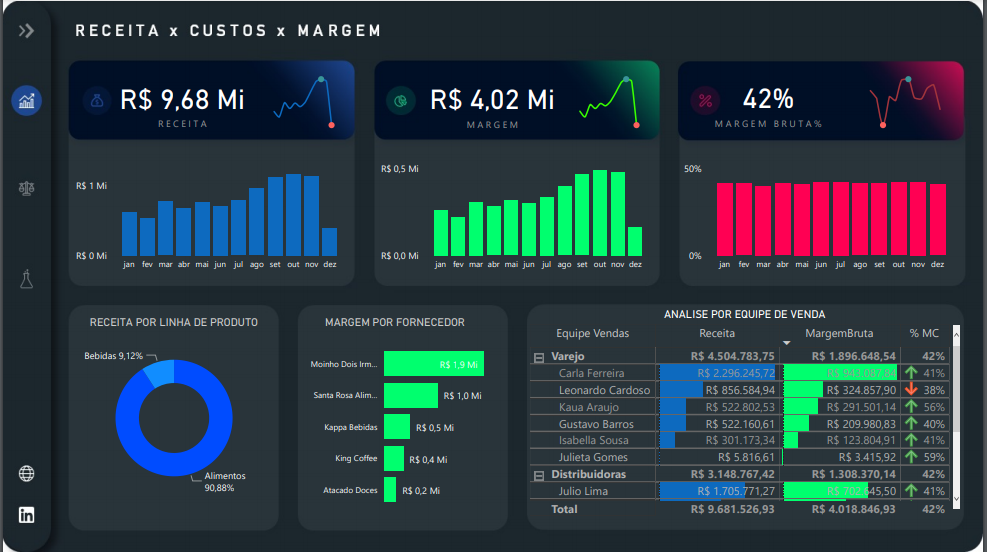 RECEITA x CUSTOS x MARGEM
R$ 9,68 Mi
RECEITA
R$ 4,02 Mi
MARGEM
42%
MARGEM BRUTA%
R$ 1 Mi
R$ 0 Mi
jan fev mar abr mai jun jul ago set out nov dez
R$ 0,5 Mi
R$ 0,0 Mi
jan fev mar abr mai jun jul ago set out nov dez
50%
0%
jan fev mar abr mai jun jul ago set out nov dez
RECEITA POR LINHA DE PRODUTO
Bebidas 9,12%
Alimentos
90,88%
MARGEM POR FORNECEDOR
Moinho Dois Irm... R$ 1,9 Mi
Santa Rosa Alim... R$ 1,0 Mi
Kappa Bebidas R$ 0,5 Mi
King Coffee R$ 0,4 Mi
Atacado Doces R$ 0,2 Mi
ANALISE POR EQUIPE DE VENDA
Equipe Vendas Receita MargemBruta % MC
Varejo R$ 4.504.783,75 R$ 1.896.648,54 42%
Carla Ferreira R$ 2.296.245,72 41%
Leonardo Cardoso R$ 856.584,94 R$ 324.857,90 38%
Kaua Araujo R$ 522.802,53 R$ 291.501,14 56%
Gustavo Barros R$ 522.160,61 R$ 209.980,83 40%
Isabella Sousa R$ 301.173,34 R$ 123.804,91 41%
Julieta Gomes R$ 5.816,61 R$ 3.415,92 59%
Distribuidoras R$ 3.148.767,42 R$ 1.308.370,14 42%
Julio Lima R$ 1.705.771,27 R$ 702.645,50 41%
Total R$ 9.681.526,93 R$ 4.018.846,93 42%
in